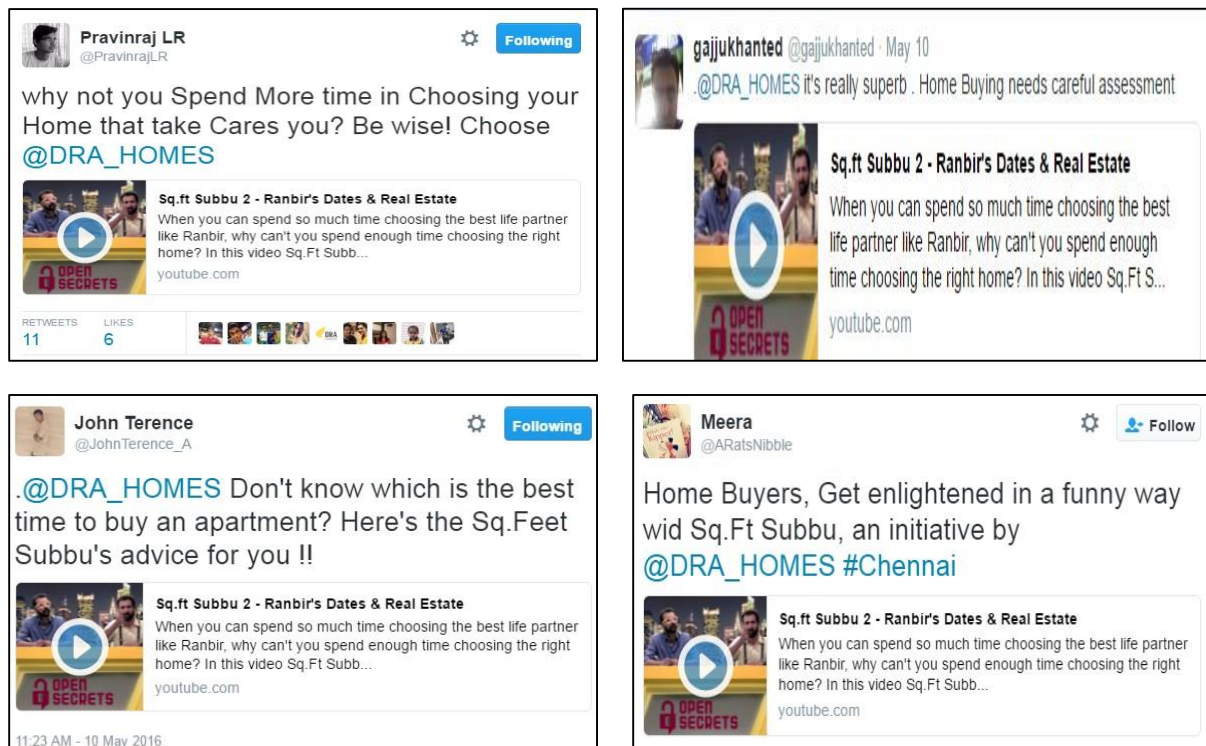 Pravinraj LR
@PravinrajLR
Following
why not you Spend More time in Choosing your
Home that take Cares you? Be wise! Choose
@DRA_HOMES
Sq.ft Subbu 2 - Ranbir's Dates & Real Estate
When you can spend so much time choosing the best life partner
like Ranbir, why can't you spend enough time choosing the right
home? In this video Sq.Ft Subb...
youtube.com
OPEN
SECRETS
RETWEETS LIKES
11 6
DRA
gajjukhanted @gajjukhanted · May 10
.@DRA_HOMES it's really superb . Home Buying needs careful assessment
Sq.ft Subbu 2 - Ranbir's Dates & Real Estate
When you can spend so much time choosing the best
life partner like Ranbir, why can't you spend enough
time choosing the right home? In this video Sq.Ft S...
youtube.com
OPEN
SECRETS
John Terence
@JohnTerence_A
Following
.@DRA_HOMES Don't know which is the best
time to buy an apartment? Here's the Sq.Feet
Subbu's advice for you !!
Sq.ft Subbu 2 - Ranbir's Dates & Real Estate
When you can spend so much time choosing the best life partner
like Ranbir, why can't you spend enough time choosing the right
home? In this video Sq.Ft Subb...
youtube.com
OPEN
SECRETS
11:23 AM - 10 May 2016
Meera
@ARatsNibble
Follow
Home Buyers, Get enlightened in a funny way
wid Sq.Ft Subbu, an initiative by
@DRA_HOMES #Chennai
Sq.ft Subbu 2 - Ranbir's Dates & Real Estate
When you can spend so much time choosing the best life partner
like Ranbir, why can't you spend enough time choosing the right
home? In this video Sq.Ft Subb...
youtube.com
OPEN
SECRETS